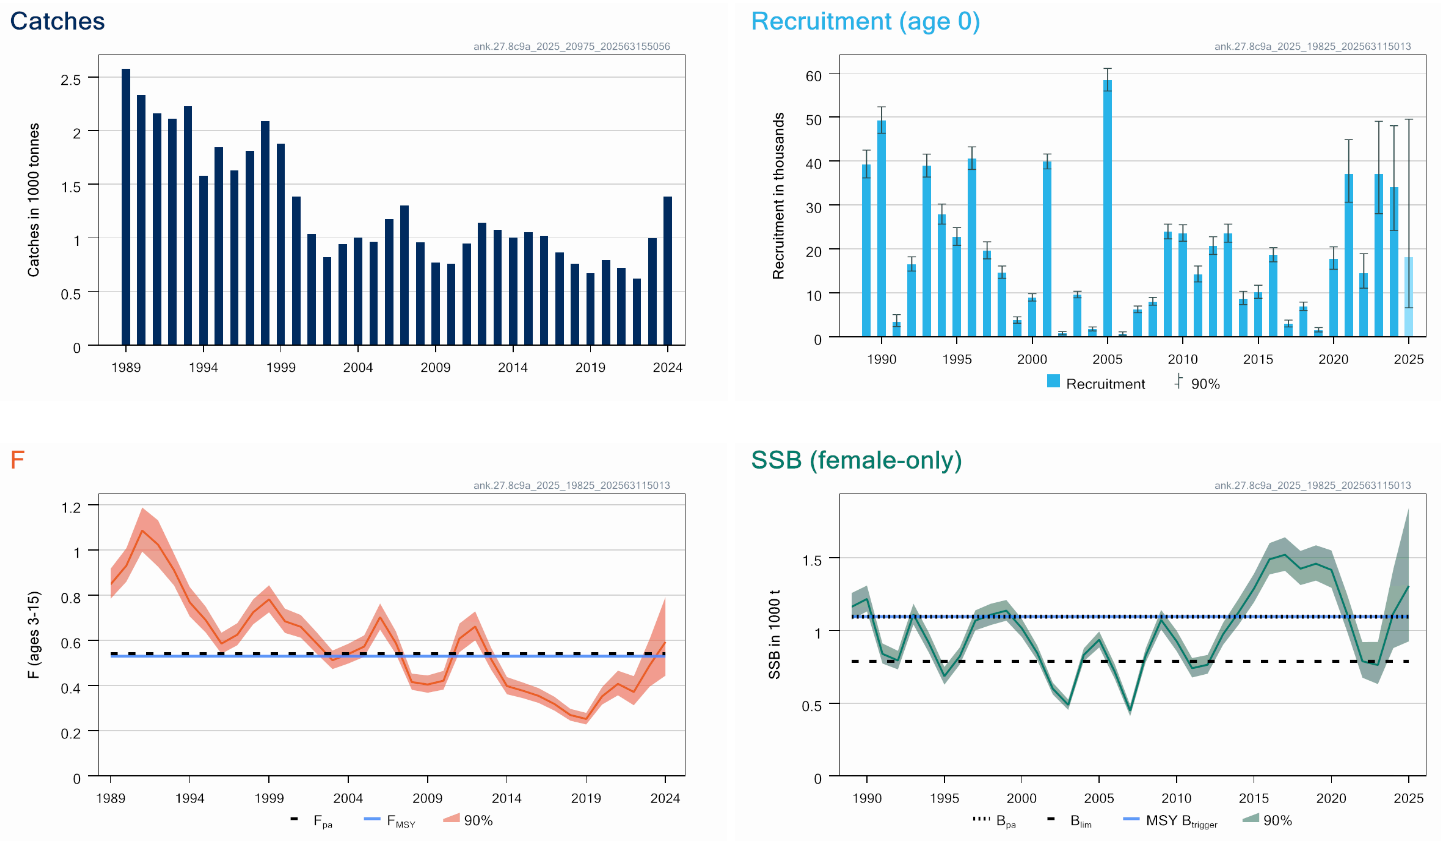 Catches
ank.27.8c9a_2025_20975_202563155056
Catches in 1000 tonnes
2.5
2
1.5
1
0.5
0
1989 1994 1999 2004 2009 2014 2019 2024
Recruitment (age 0)
ank.27.8c9a_2025_19825_202563115013
Recruitment in thousands
60
50
40
30
20
10
0
1990 1995 2000 2005 2010 2015 2020 2025
Recruitment 90%
F
ank.27.8c9a_2025_19825_202563115013
F (ages 3-15)
1.2
1
0.8
0.6
0.4
0.2
0
1989 1994 1999 2004 2009 2014 2019 2024
Fpa FMSY 90%
SSB (female-only)
ank.27.8c9a_2025_19825_202563115013
SSB in 1000 t
1.5
1
0.5
0
1990 1995 2000 2005 2010 2015 2020 2025
Bpa Blim MSY Btrigger 90%